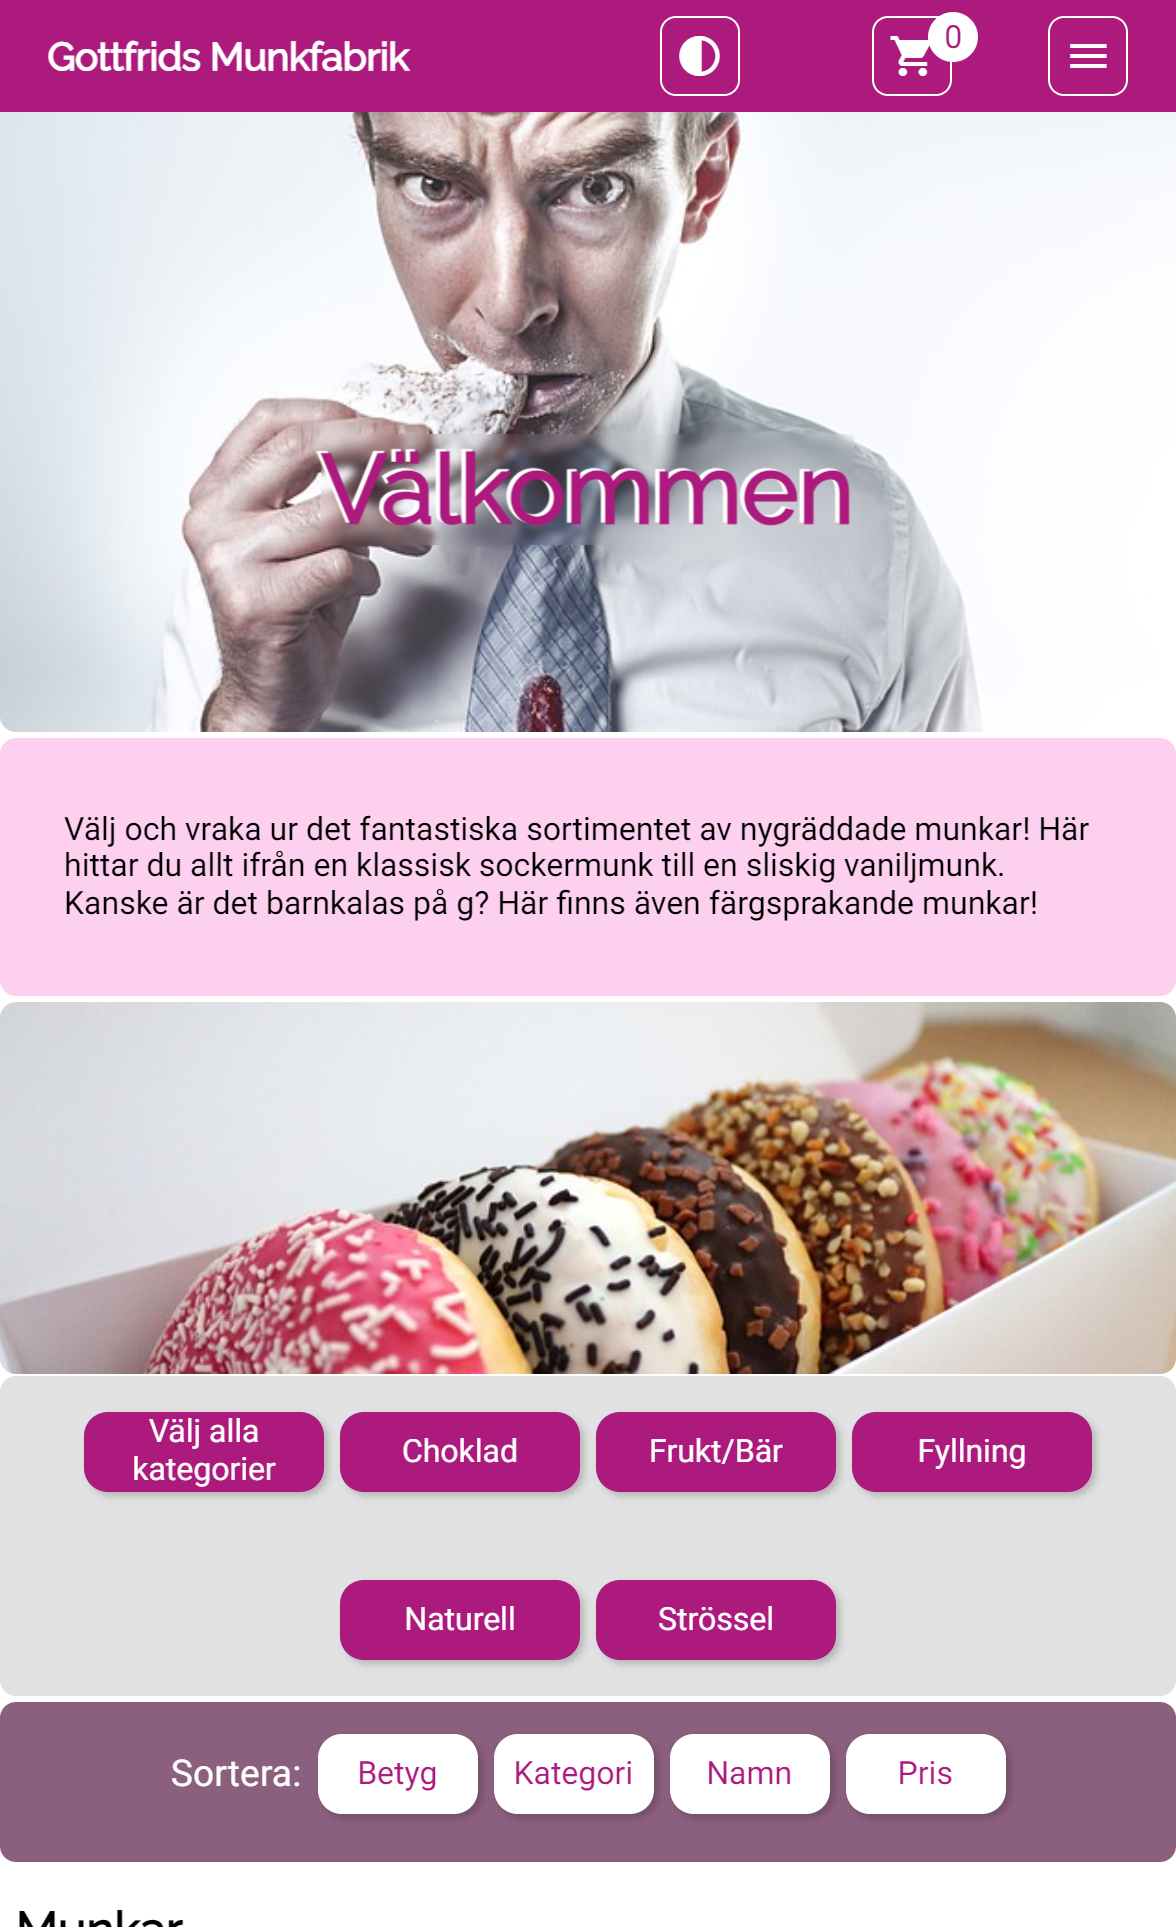 Gottfrids Munkfabrik
0
Välkommen
Välj och vraka ur det fantastiska sortimentet av nygräddade munkar! Här
hittar du allt ifrån en klassisk sockermunk till en sliskig vaniljmunk.
Kanske är det barnkalas på g? Här finns även färgsprakande munkar!
Välj alla
kategorier
Choklad
Frukt/Bär
Fyllning
Naturell
Strössel
Sortera:
Betyg
Kategori
Namn
Pris
Munkar